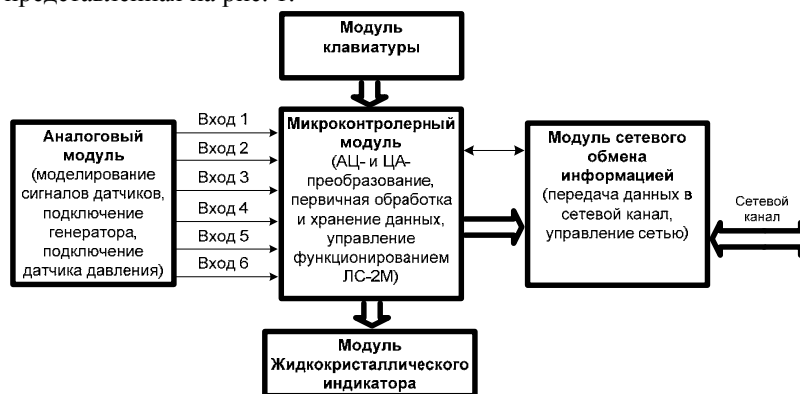 представленная на рис. 1.
Модуль
клавиатуры
Аналоговый
модуль
(моделирование
сигналов датчиков,
подключение
генератора,
подключение
датчика давления)
Вход 1
Вход 2
Вход 3
Вход 4
Вход 5
Вход 6
Микроконтролерный
модуль
(АЦ- и ЦА-
преобразование,
первичная обработка
и хранение данных,
управление
функционированием
ЛС-2М)
Модуль сетевого
обмена
информацией
(передача данных в
сетевой канал,
управление сетью)
Сетевой
канал
Модуль
Жидкокристаллического
индикатора